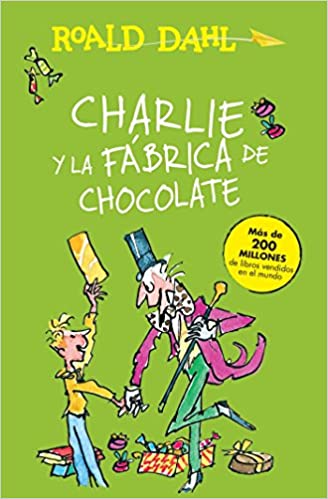 ROALD DAHL
CHARLIE
Y LA FÁBRICA DE
CHOCOLATE
Más de
200
MILLONES
de libros vendidos
en el mundo